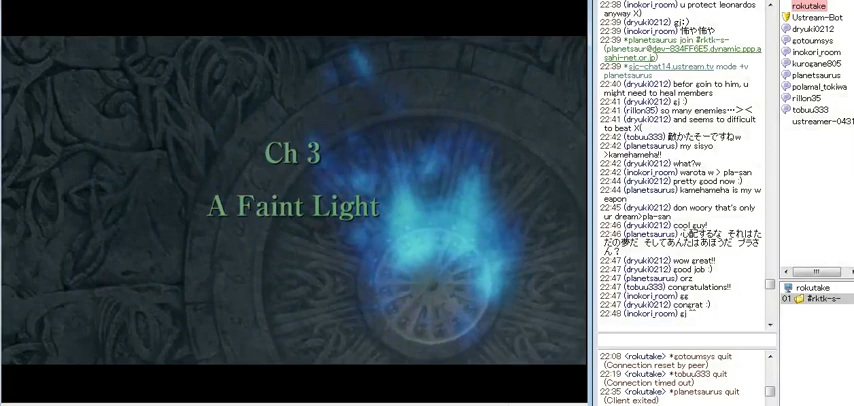 Ch 3
A Faint Light
22:38 (inokori_room) u protect leonardos
anyway X)
22:39 (dryuki0212) gj:)
22:39 (inokori_room) 怖や怖や
22:39 *planetsaurus join #rktk-s-
(planetsaur@dev-834FF6E5.dynamic.ppp.a
sahi-net.or.jp)
22:39 *sjc-chat14.ustream.tv mode +v
planetsaurus
22:40 (dryuki0212) befor goin to him, u
might need to heal members
22:41 (dryuki0212) gj :)
22:41 (rillon35) so many enemies…＞＜
22:41 (dryuki0212) and seems to difficult
to beat X(
22:42 (tobuu333) 敵かたそーですねw
22:42 (planetsaurus) my sisyo
>kamehameha!!
22:42 (dryuki0212) what?w
22:42 (inokori_room) warota w > pla-san
22:44 (dryuki0212) pretty good now :)
22:44 (planetsaurus) kamehameha is my w
eapon
22:45 (dryuki0212) don woory that's only
ur dream>pla-san
22:46 (dryuki0212) cool guy!
22:46 (planetsaurus) 心配するな それはた
だの夢だ そしてあんたはあほうだ プラさ
ん？
22:47 (dryuki0212) wow great!!
22:47 (dryuki0212) good job :)
22:47 (planetsaurus) orz
22:47 (tobuu333) congratulations!!
22:47 (inokori_room) gg
22:47 (dryuki0212) congrat :)
22:48 (inokori_room) gj ^^
22:08 <rokutake> *gotoumsys quit
(Connection reset by peer)
22:19 <rokutake> *tobuu333 quit
(Connection timed out)
22:35 <rokutake> *planetsaurus quit
(Client exited)
rokutake
Ustream-Bot
dryuki0212
gotoumsys
inokori_room
kurogane805
planetsaurus
polamal_tokiwa
rillon35
tobuu333
ustreamer-0431
rokutake
01 #rktk-s-